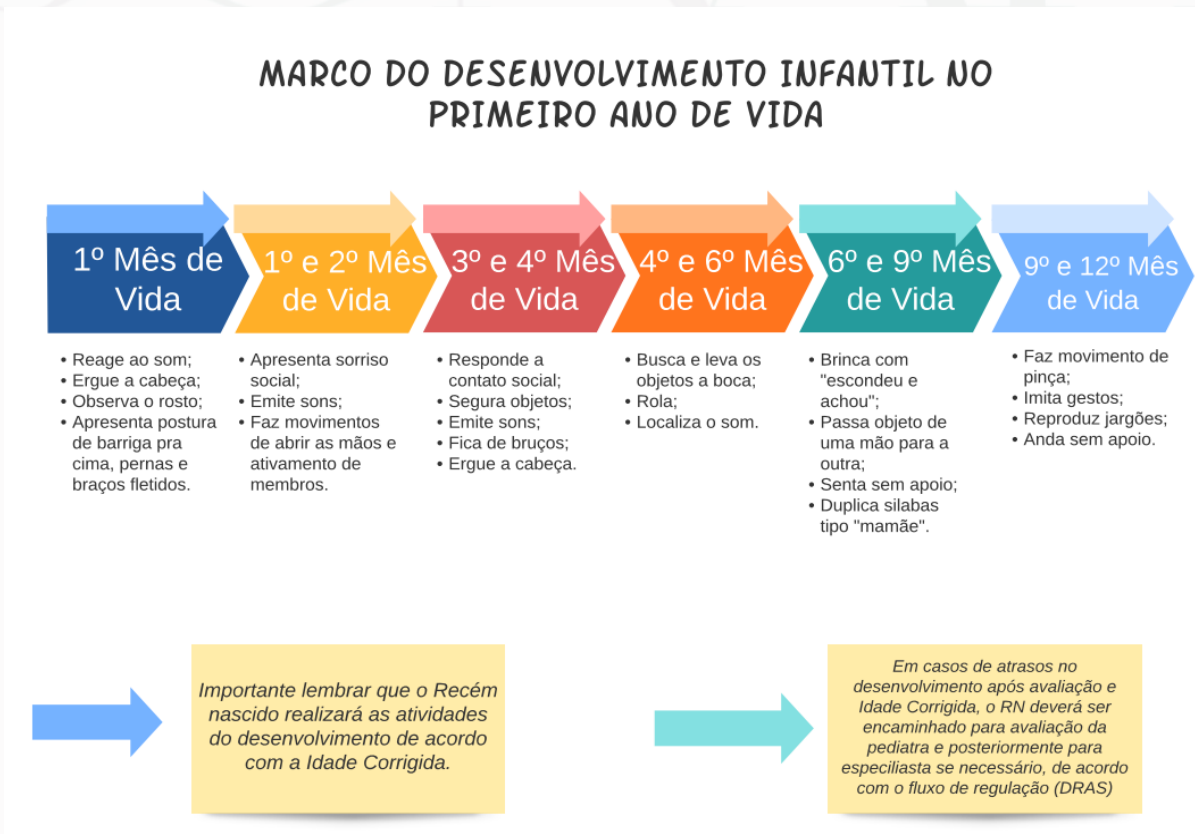 MARCO DO DESENVOLVIMENTO INFANTIL NO
PRIMEIRO ANO DE VIDA
1º Mês de
Vida
• Reage ao som;
• Ergue a cabeça;
• Observa o rosto;
• Apresenta postura
de barriga pra
cima, pernas e
braços fletidos.
1º e 2º Mês
de Vida
• Apresenta sorriso
social;
• Emite sons;
• Faz movimentos
de abrir as mãos e
ativamento de
membros.
3º e 4º Mês
de Vida
• Responde a
contato social;
• Segura objetos;
• Emite sons;
• Fica de bruços;
• Ergue a cabeça.
4º e 6º Mês
de Vida
• Busca e leva os
objetos a boca;
• Rola;
• Localiza o som.
6º e 9º Mês
de Vida
• Brinca com
"escondeu e
achou";
• Passa objeto de
uma mão para a
outra;
• Senta sem apoio;
• Duplica silabas
tipo "mamãe".
9º e 12º Mês
de Vida
• Faz movimento de
pinça;
• Imita gestos;
• Reproduz jargões;
• Anda sem apoio.
Importante lembrar que o Recém
nascido realizará as atividades
do desenvolvimento de acordo
com a Idade Corrigida.
Em casos de atrasos no
desenvolvimento após avaliação e
Idade Corrigida, o RN deverá ser
encaminhado para avaliação da
pediatra e posteriormente para
especiliasta se necessário, de acordo
com o fluxo de regulação (DRAS)